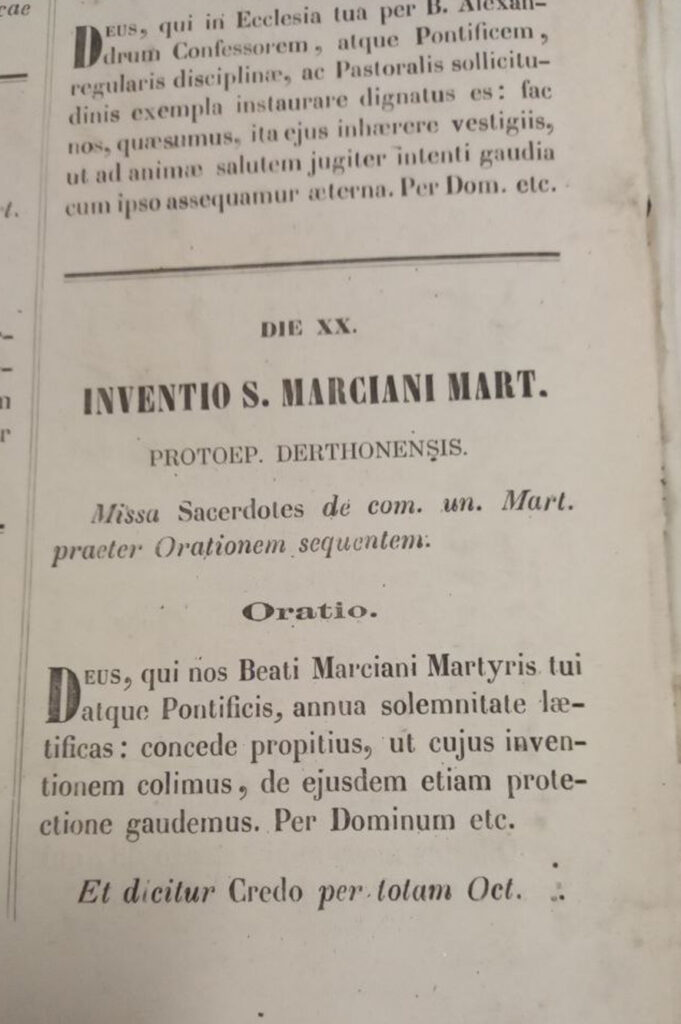 cae
t.
n
r
DEUS, qui in Ecclesia tua per B. Alexan-
drum Confessorem, atque Pontificem,
regularis disciplinæ, ac Pastoralis sollicitu-
dinis exempla instaurare dignatus es: fac
nos, quæsumus, ita ejus inhærere vestigiis,
ut ad animæ salutem jugiter intenti gaudia
cum ipso assequamur æterna. Per Dom. etc.
DIE XX.
INVENTIO S. MARCIANI MART.
PROTOEP. DERTHONENSIS.
Missa Sacerdotes de com. un. Mart.
praeter Orationem sequentem.
Oratio.
DEUS, qui nos Beati Marciani Martyris tui
atque Pontificis, annua solemnitate læ-
tificas: concede propitius, ut cujus inven-
tionem colimus, de ejusdem etiam prote-
ctione gaudemus. Per Dominum etc.
Et dicitur Credo per totam Oct.